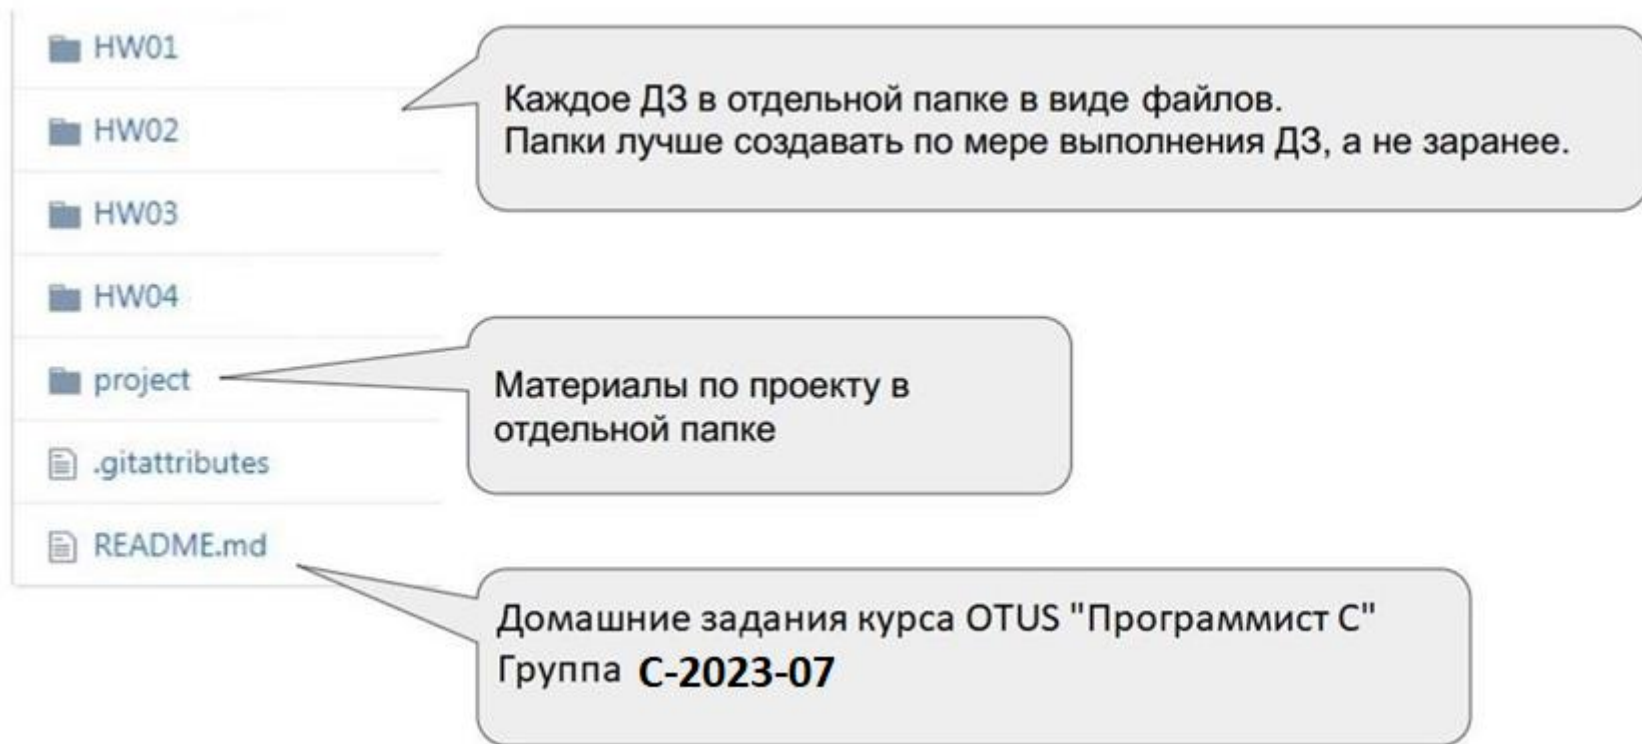 HW01
Каждое ДЗ в отдельной папке в виде файлов.
Папки лучше создавать по мере выполнения ДЗ, а не заранее.
HW02
HW03
HW04
project
Материалы по проекту в
отдельной папке
.gitattributes
README.md
Домашние задания курса OTUS "Программист С"
Группа С-2023-07